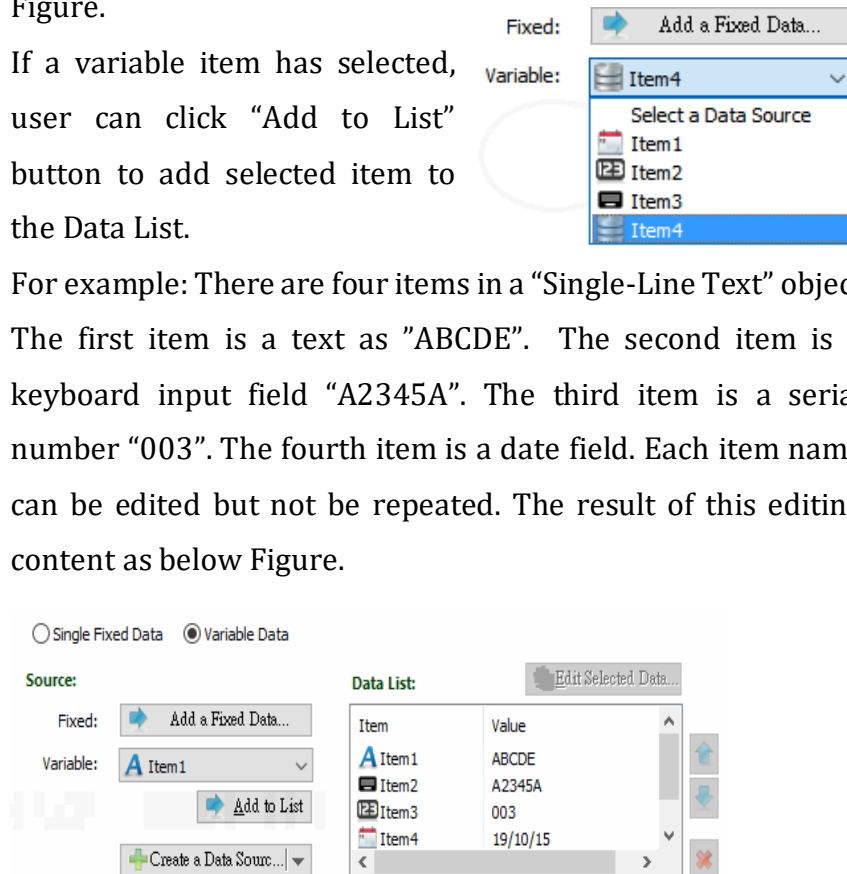 Figure.
If a variable item has selected,
user can click “Add to List”
button to add selected item to
the Data List.
Fixed: Add a Fixed Data...
Variable: Item4
Select a Data Source
Item1
Item2
Item3
Item4
For example: There are four items in a “Single-Line Text” objec
The first item is a text as ”ABCDE”. The second item is
keyboard input field “A2345A”. The third item is a seria
number “003”. The fourth item is a date field. Each item nam
can be edited but not be repeated. The result of this editin
content as below Figure.
Single Fixed Data Variable Data
Source:
Fixed: Add a Fixed Data...
Variable: A Item1
Add to List
Create a Data Sourc...
Data List: Edit Selected Data...
Item Value
A Item1 ABCDE
Item2 A2345A
123 Item3 003
Item4 19/10/15